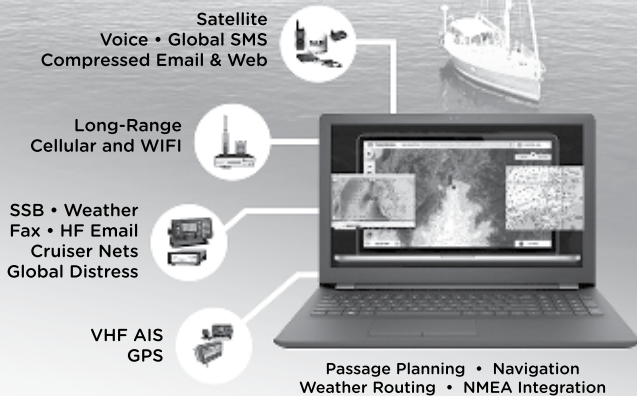 Satellite
Voice • Global SMS
Compressed Email & Web
Long-Range
Cellular and WIFI
SSB • Weather
Fax • HF Email
Cruiser Nets
Global Distress
VHF AIS
GPS
Passage Planning • Navigation
Weather Routing • NMEA Integration